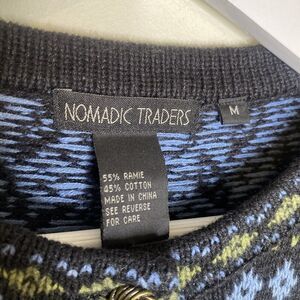 NOMADIC TRADERS
M
55% RAMIE
45% COTTON
MADE IN CHINA
SEE REVERSE
FOR CARE